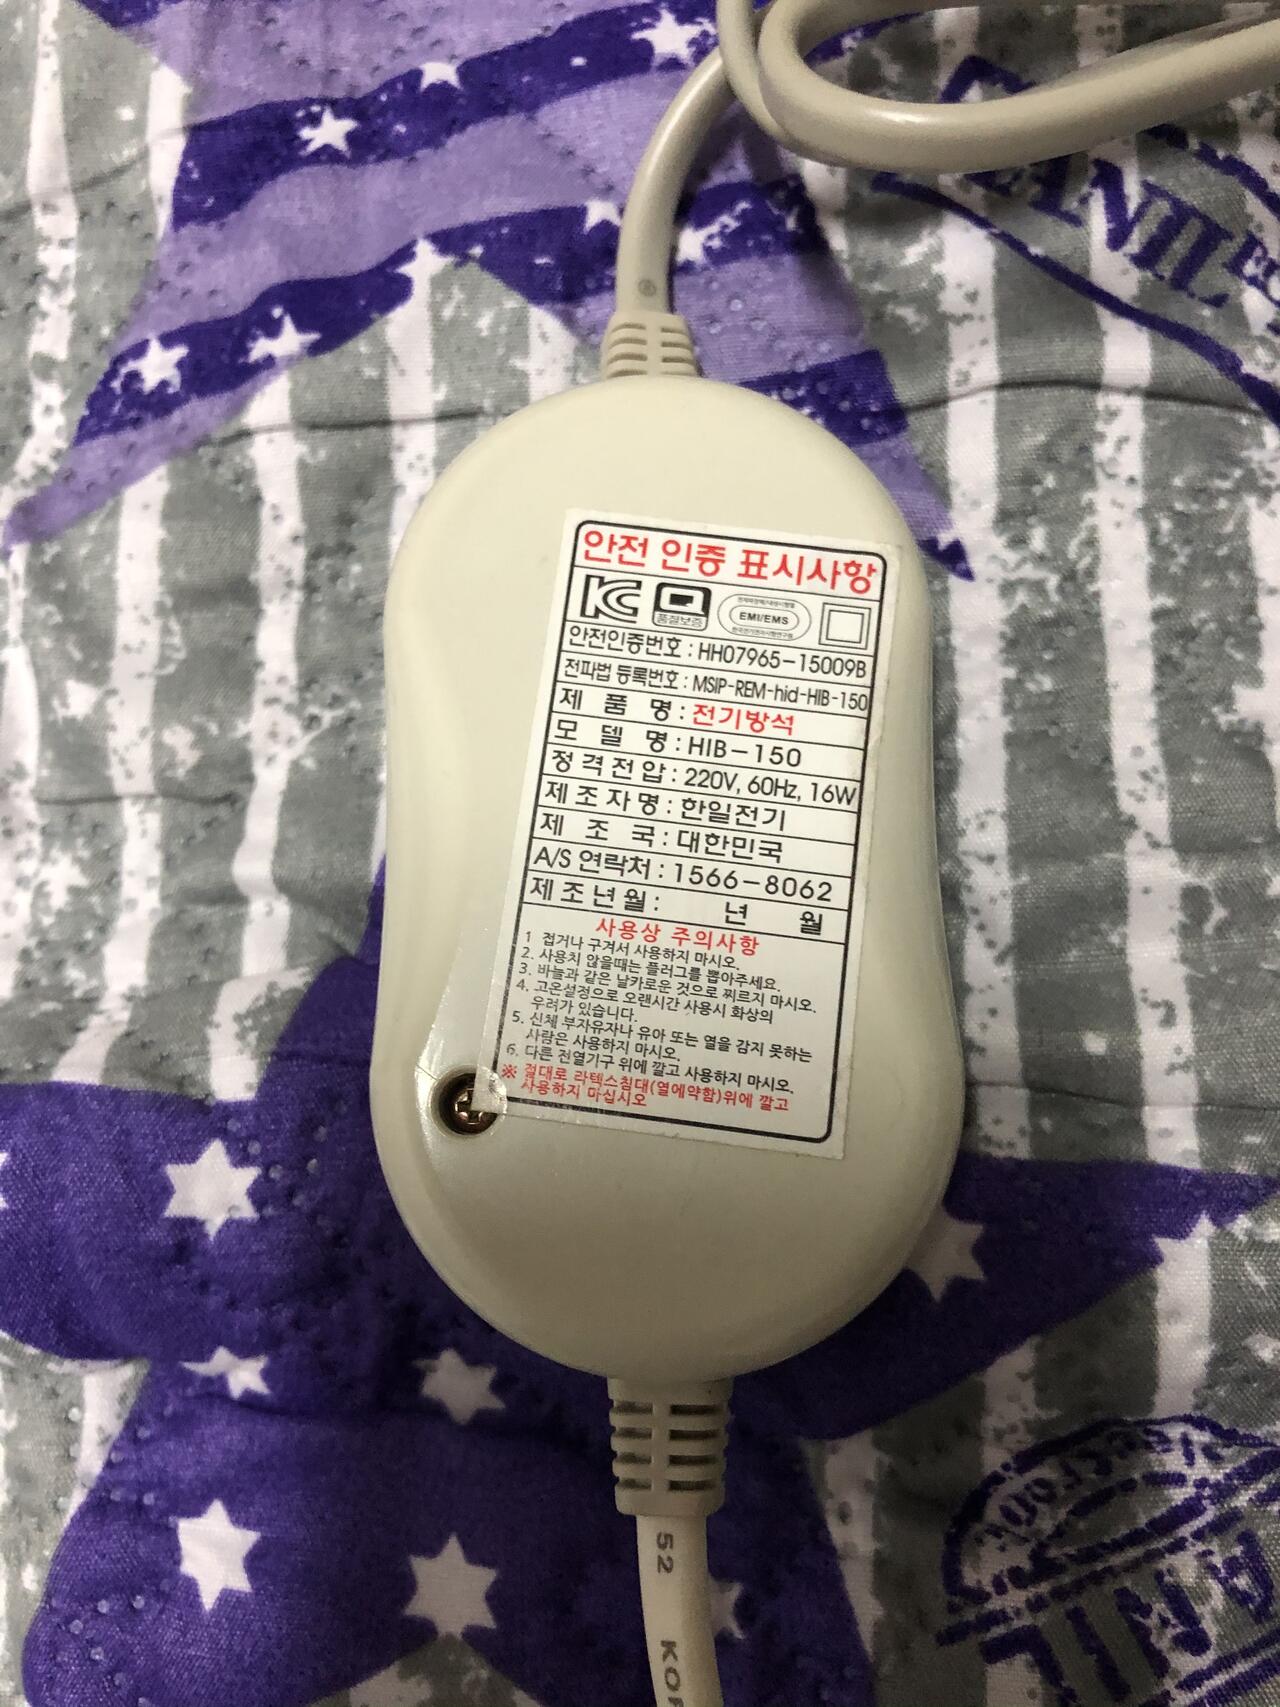 ANIL
안전 인증 표시사항
KC Q 품질보증 EMI/EMS
안전인증번호 : HH07965-15009B
전파법 등록번호 : MSIP-REM-hid-HIB-150
제 품 명 : 전기방석
모 델 명 : HIB-150
정격전압 : 220V, 60Hz, 16W
제조자명 : 한일전기
제 조 국 : 대한민국
A/S 연락처 : 1566-8062
제조년월 : 년 월
사용상 주의사항
1 접거나 구겨서 사용하지 마시오.
2. 사용치 않을때는 플러그를 뽑아주세요.
3. 바늘과 같은 날카로운 것으로 찌르지 마시오.
4. 고온설정으로 오랜시간 사용시 화상의
우려가 있습니다.
5. 신체 부자유자나 유아 또는 열을 감지 못하는
사람은 사용하지 마시오.
6. 다른 전열기구 위에 깔고 사용하지 마시오.
※ 절대로 라텍스침대(열에약함)위에 깔고
사용하지 마십시오
52
KOR
ANIL